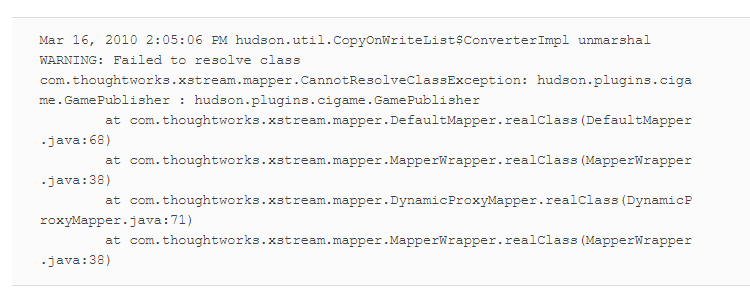 Mar 16, 2010 2:05:06 PM hudson.util.CopyOnWriteList$ConverterImpl unmarshal
WARNING: Failed to resolve class
com.thoughtworks.xstream.mapper.CannotResolveClassException: hudson.plugins.ciga
me.GamePublisher : hudson.plugins.cigame.GamePublisher
        at com.thoughtworks.xstream.mapper.DefaultMapper.realClass(DefaultMapper
.java:68)
        at com.thoughtworks.xstream.mapper.MapperWrapper.realClass(MapperWrapper
.java:38)
        at com.thoughtworks.xstream.mapper.DynamicProxyMapper.realClass(DynamicP
roxyMapper.java:71)
        at com.thoughtworks.xstream.mapper.MapperWrapper.realClass(MapperWrapper
.java:38)